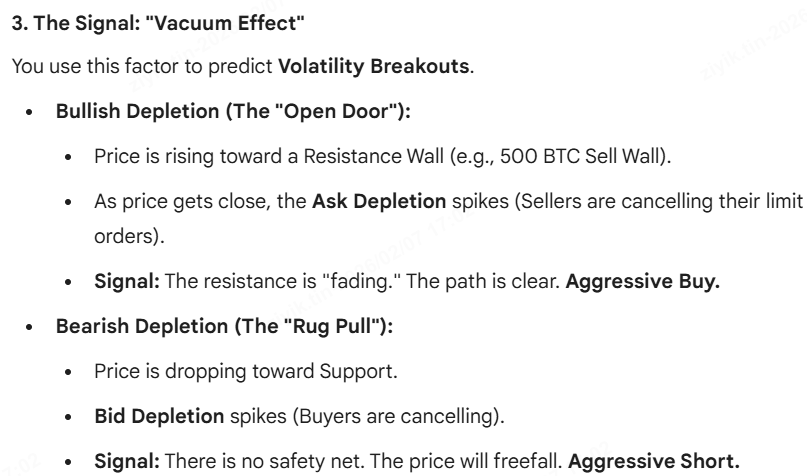 3. The Signal: "Vacuum Effect"
You use this factor to predict Volatility Breakouts.
• Bullish Depletion (The "Open Door"):
• Price is rising toward a Resistance Wall (e.g., 500 BTC Sell Wall).
• As price gets close, the Ask Depletion spikes (Sellers are cancelling their limit
orders).
• Signal: The resistance is "fading." The path is clear. Aggressive Buy.
• Bearish Depletion (The "Rug Pull"):
• Price is dropping toward Support.
• Bid Depletion spikes (Buyers are cancelling).
• Signal: There is no safety net. The price will freefall. Aggressive Short.